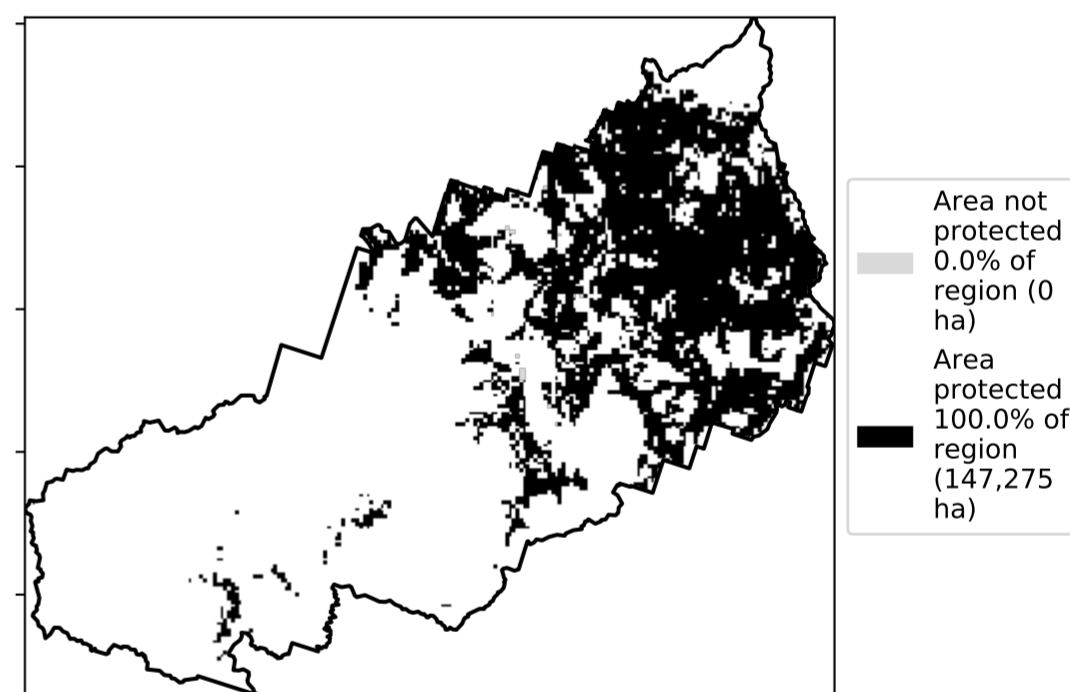 Area not
protected
0.0% of
region (0
ha)
Area
protected
100.0% of
region
(147,275
ha)